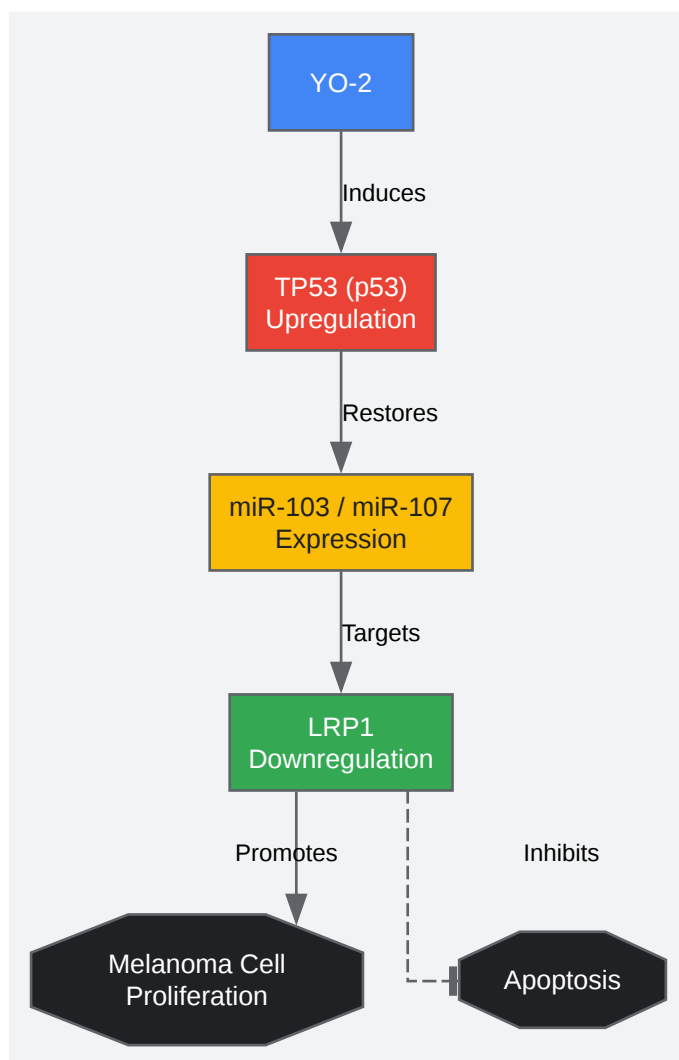 YO-2
Induces
TP53 (p53)
Upregulation
Restores
miR-103 / miR-107
Expression
Targets
LRP1
Downregulation
Promotes
Inhibits
Melanoma Cell
Proliferation
Apoptosis